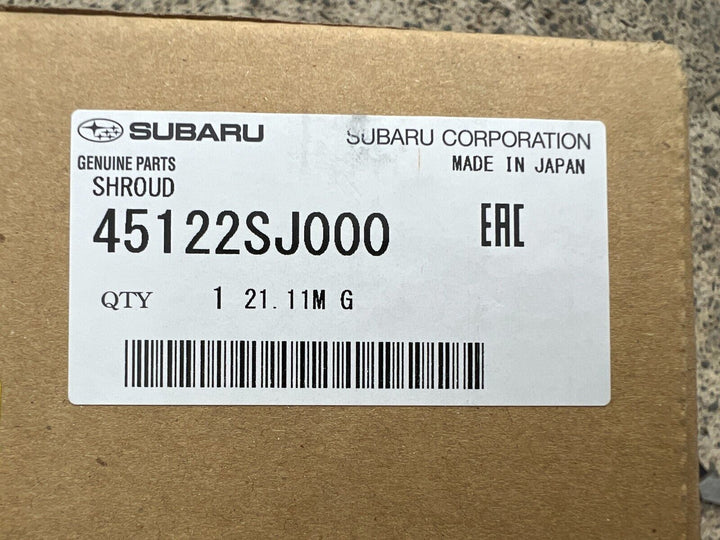 SUBARU SUBARU CORPORATION
GENUINE PARTS MADE IN JAPAN
SHROUD
45122SJ000 EAC
QTY 1 21.11M G